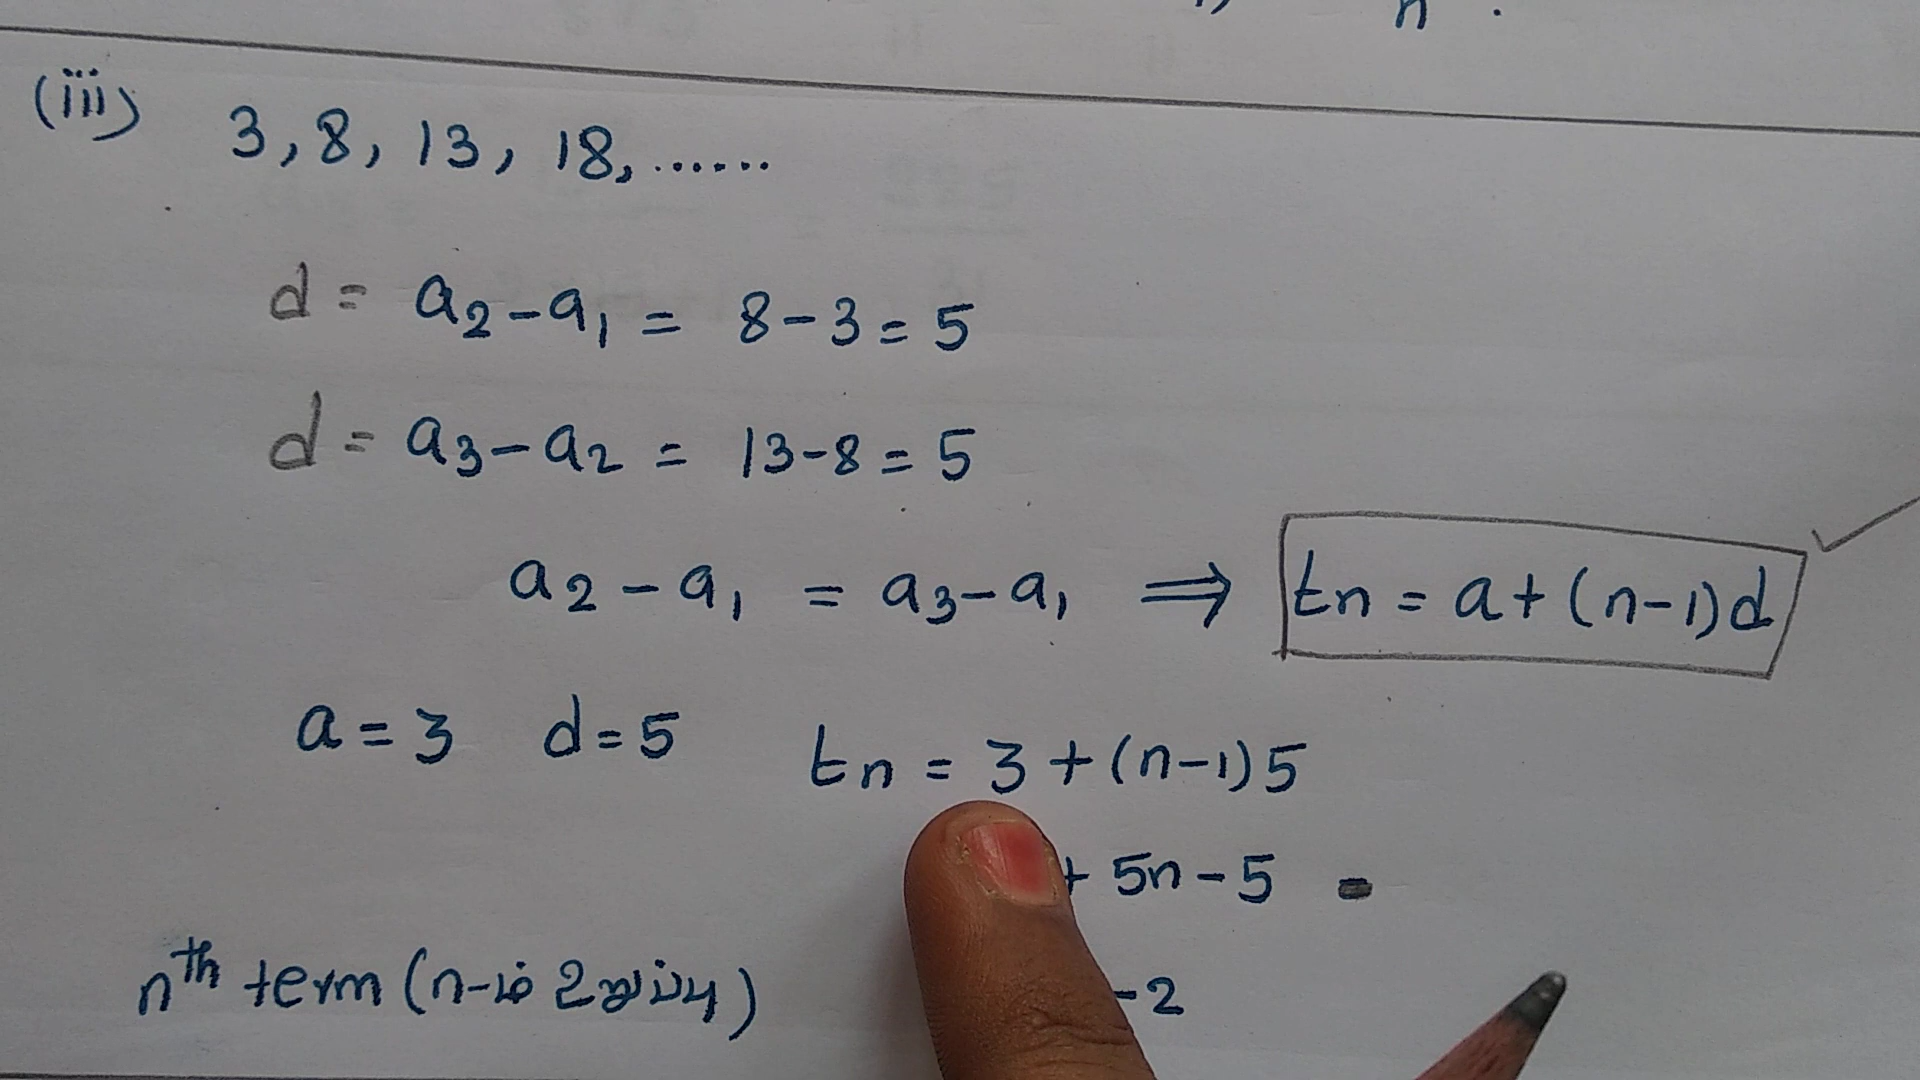 n .
(iii) 3, 8, 13, 18, ......
d = a2 - a1 = 8 - 3 = 5
d = a3 - a2 = 13 - 8 = 5
a2 - a1 = a3 - a1 ⇒ tn = a + (n-1)d ✓
a = 3 d = 5 tn = 3 + (n-1)5
+ 5n - 5 =
nth term (n-ம் உறுப்பு) -2